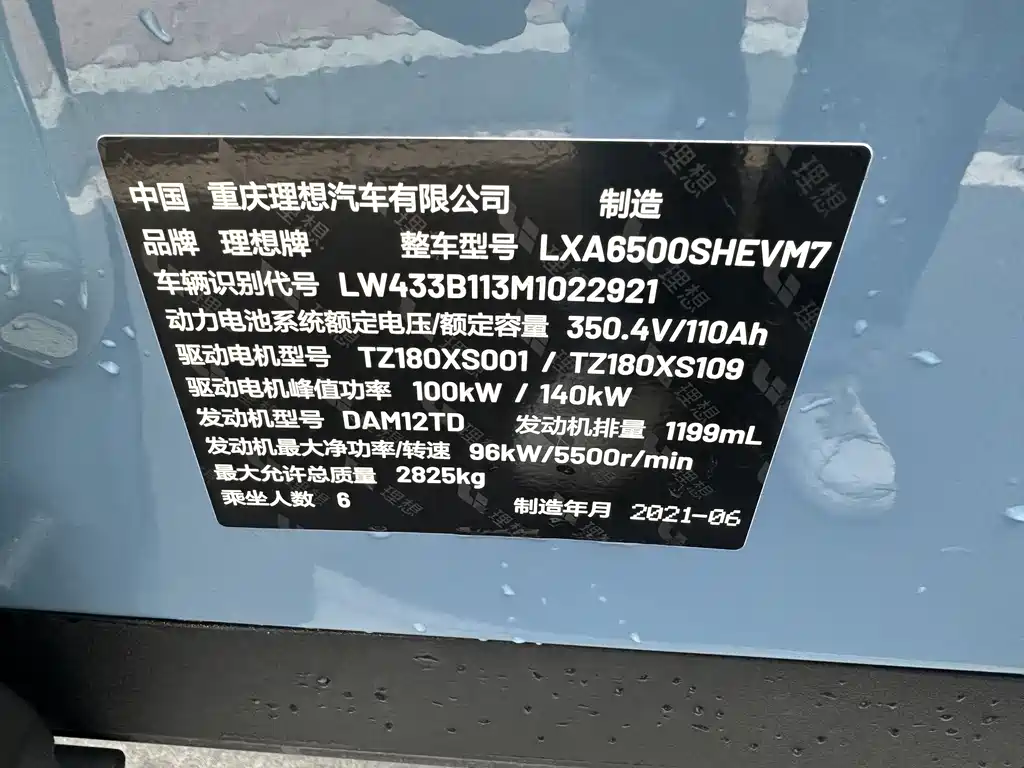 中国 重庆理想汽车有限公司 制造
品牌 理想牌 整车型号 LXA6500SHEVM7
车辆识别代号 LW433B113M1022921
动力电池系统额定电压/额定容量 350.4V/110Ah
驱动电机型号 TZ180XS001 / TZ180XS109
驱动电机峰值功率 100kW / 140kW
发动机型号 DAM12TD 发动机排量 1199mL
发动机最大净功率/转速 96kW/5500r/min
最大允许总质量 2825kg
乘坐人数 6 制造年月 2021-06